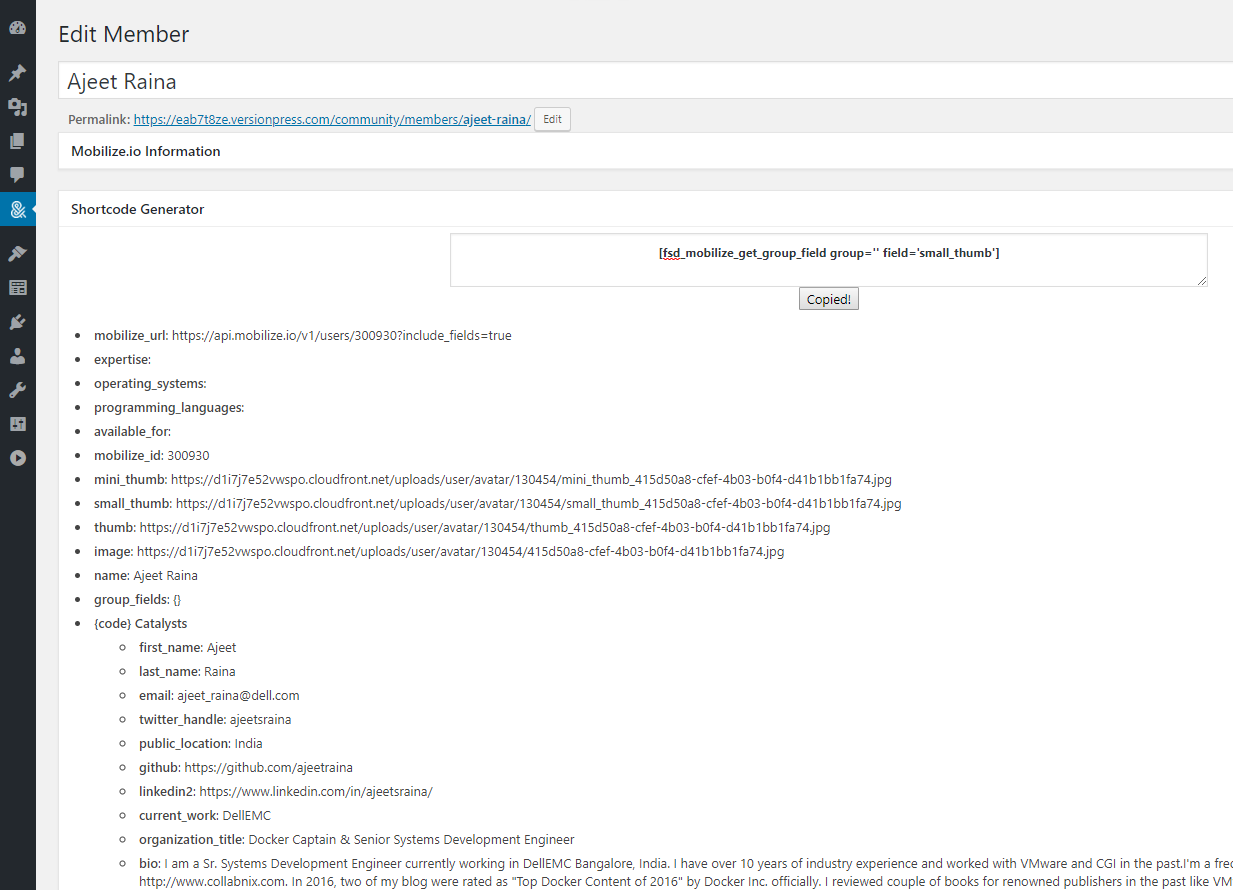 Edit Member
Ajeet Raina
Permalink: https://eab7t8ze.versionpress.com/community/members/ajeet-raina/ Edit
Mobilize.io Information
Shortcode Generator
[fsd_mobilize_get_group_field group='' field='small_thumb']
Copied!
mobilize_url: https://api.mobilize.io/v1/users/300930?include_fields=true
expertise:
operating_systems:
programming_languages:
available_for:
mobilize_id: 300930
mini_thumb: https://d1i7j7e52vwspo.cloudfront.net/uploads/user/avatar/130454/mini_thumb_415d50a8-cfef-4b03-b0f4-d41b1bb1fa74.jpg
small_thumb: https://d1i7j7e52vwspo.cloudfront.net/uploads/user/avatar/130454/small_thumb_415d50a8-cfef-4b03-b0f4-d41b1bb1fa74.jpg
thumb: https://d1i7j7e52vwspo.cloudfront.net/uploads/user/avatar/130454/thumb_415d50a8-cfef-4b03-b0f4-d41b1bb1fa74.jpg
image: https://d1i7j7e52vwspo.cloudfront.net/uploads/user/avatar/130454/415d50a8-cfef-4b03-b0f4-d41b1bb1fa74.jpg
name: Ajeet Raina
group_fields: {}
{code} Catalysts
first_name: Ajeet
last_name: Raina
email: ajeet_raina@dell.com
twitter_handle: ajeetsraina
public_location: India
github: https://github.com/ajeetraina
linkedin2: https://www.linkedin.com/in/ajeetsraina/
current_work: DellEMC
organization_title: Docker Captain & Senior Systems Development Engineer
bio: I am a Sr. Systems Development Engineer currently working in DellEMC Bangalore, India. I have over 10 years of industry experience and worked with VMware and CGI in the past.I'm a fre
http://www.collabnix.com. In 2016, two of my blog were rated as "Top Docker Content of 2016" by Docker Inc. officially. I reviewed couple of books for renowned publishers in the past like VM